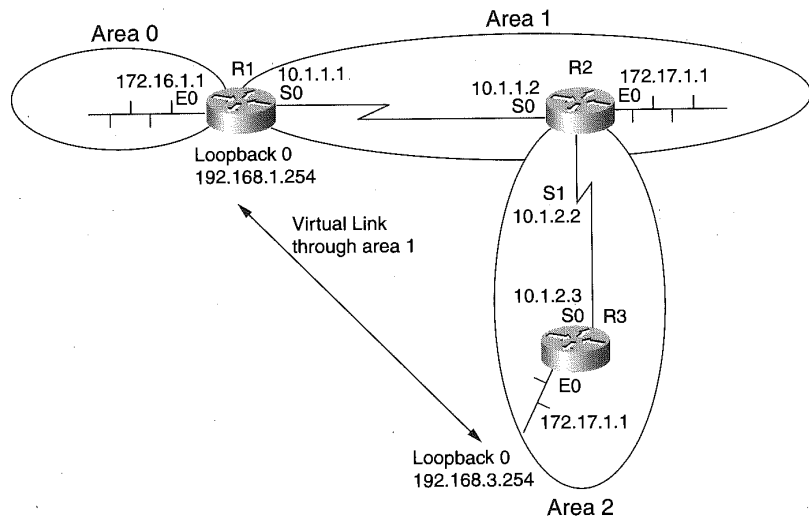 Area 0
Area 1
R1
172.16.1.1
E0
10.1.1.1
S0
10.1.1.2
S0
R2
172.17.1.1
E0
Loopback 0
192.168.1.254
Virtual Link
through area 1
S1
10.1.2.2
10.1.2.3
S0
R3
E0
172.17.1.1
Loopback 0
192.168.3.254
Area 2